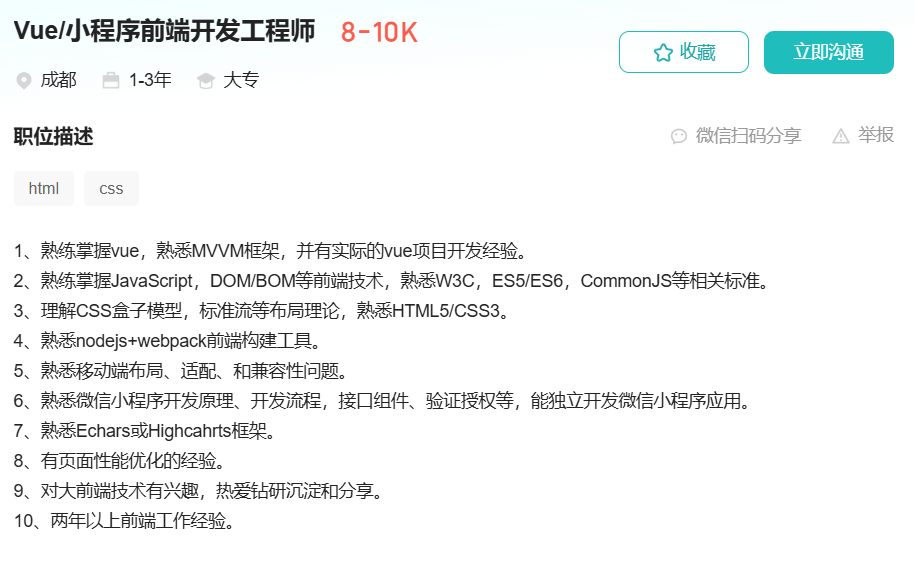 Vue/小程序前端开发工程师 8-10K
收藏 立即沟通
成都 1-3年 大专
职位描述
微信扫码分享 举报
html css
1、熟练掌握vue，熟悉MVVM框架，并有实际的vue项目开发经验。
2、熟练掌握JavaScript，DOM/BOM等前端技术，熟悉W3C，ES5/ES6，CommonJS等相关标准。
3、理解CSS盒子模型，标准流等布局理论，熟悉HTML5/CSS3。
4、熟悉nodejs+webpack前端构建工具。
5、熟悉移动端布局、适配、和兼容性问题。
6、熟悉微信小程序开发原理、开发流程，接口组件、验证授权等，能独立开发微信小程序应用。
7、熟悉Echars或Highcahrts框架。
8、有页面性能优化的经验。
9、对大前端技术有兴趣，热爱钻研沉淀和分享。
10、两年以上前端工作经验。